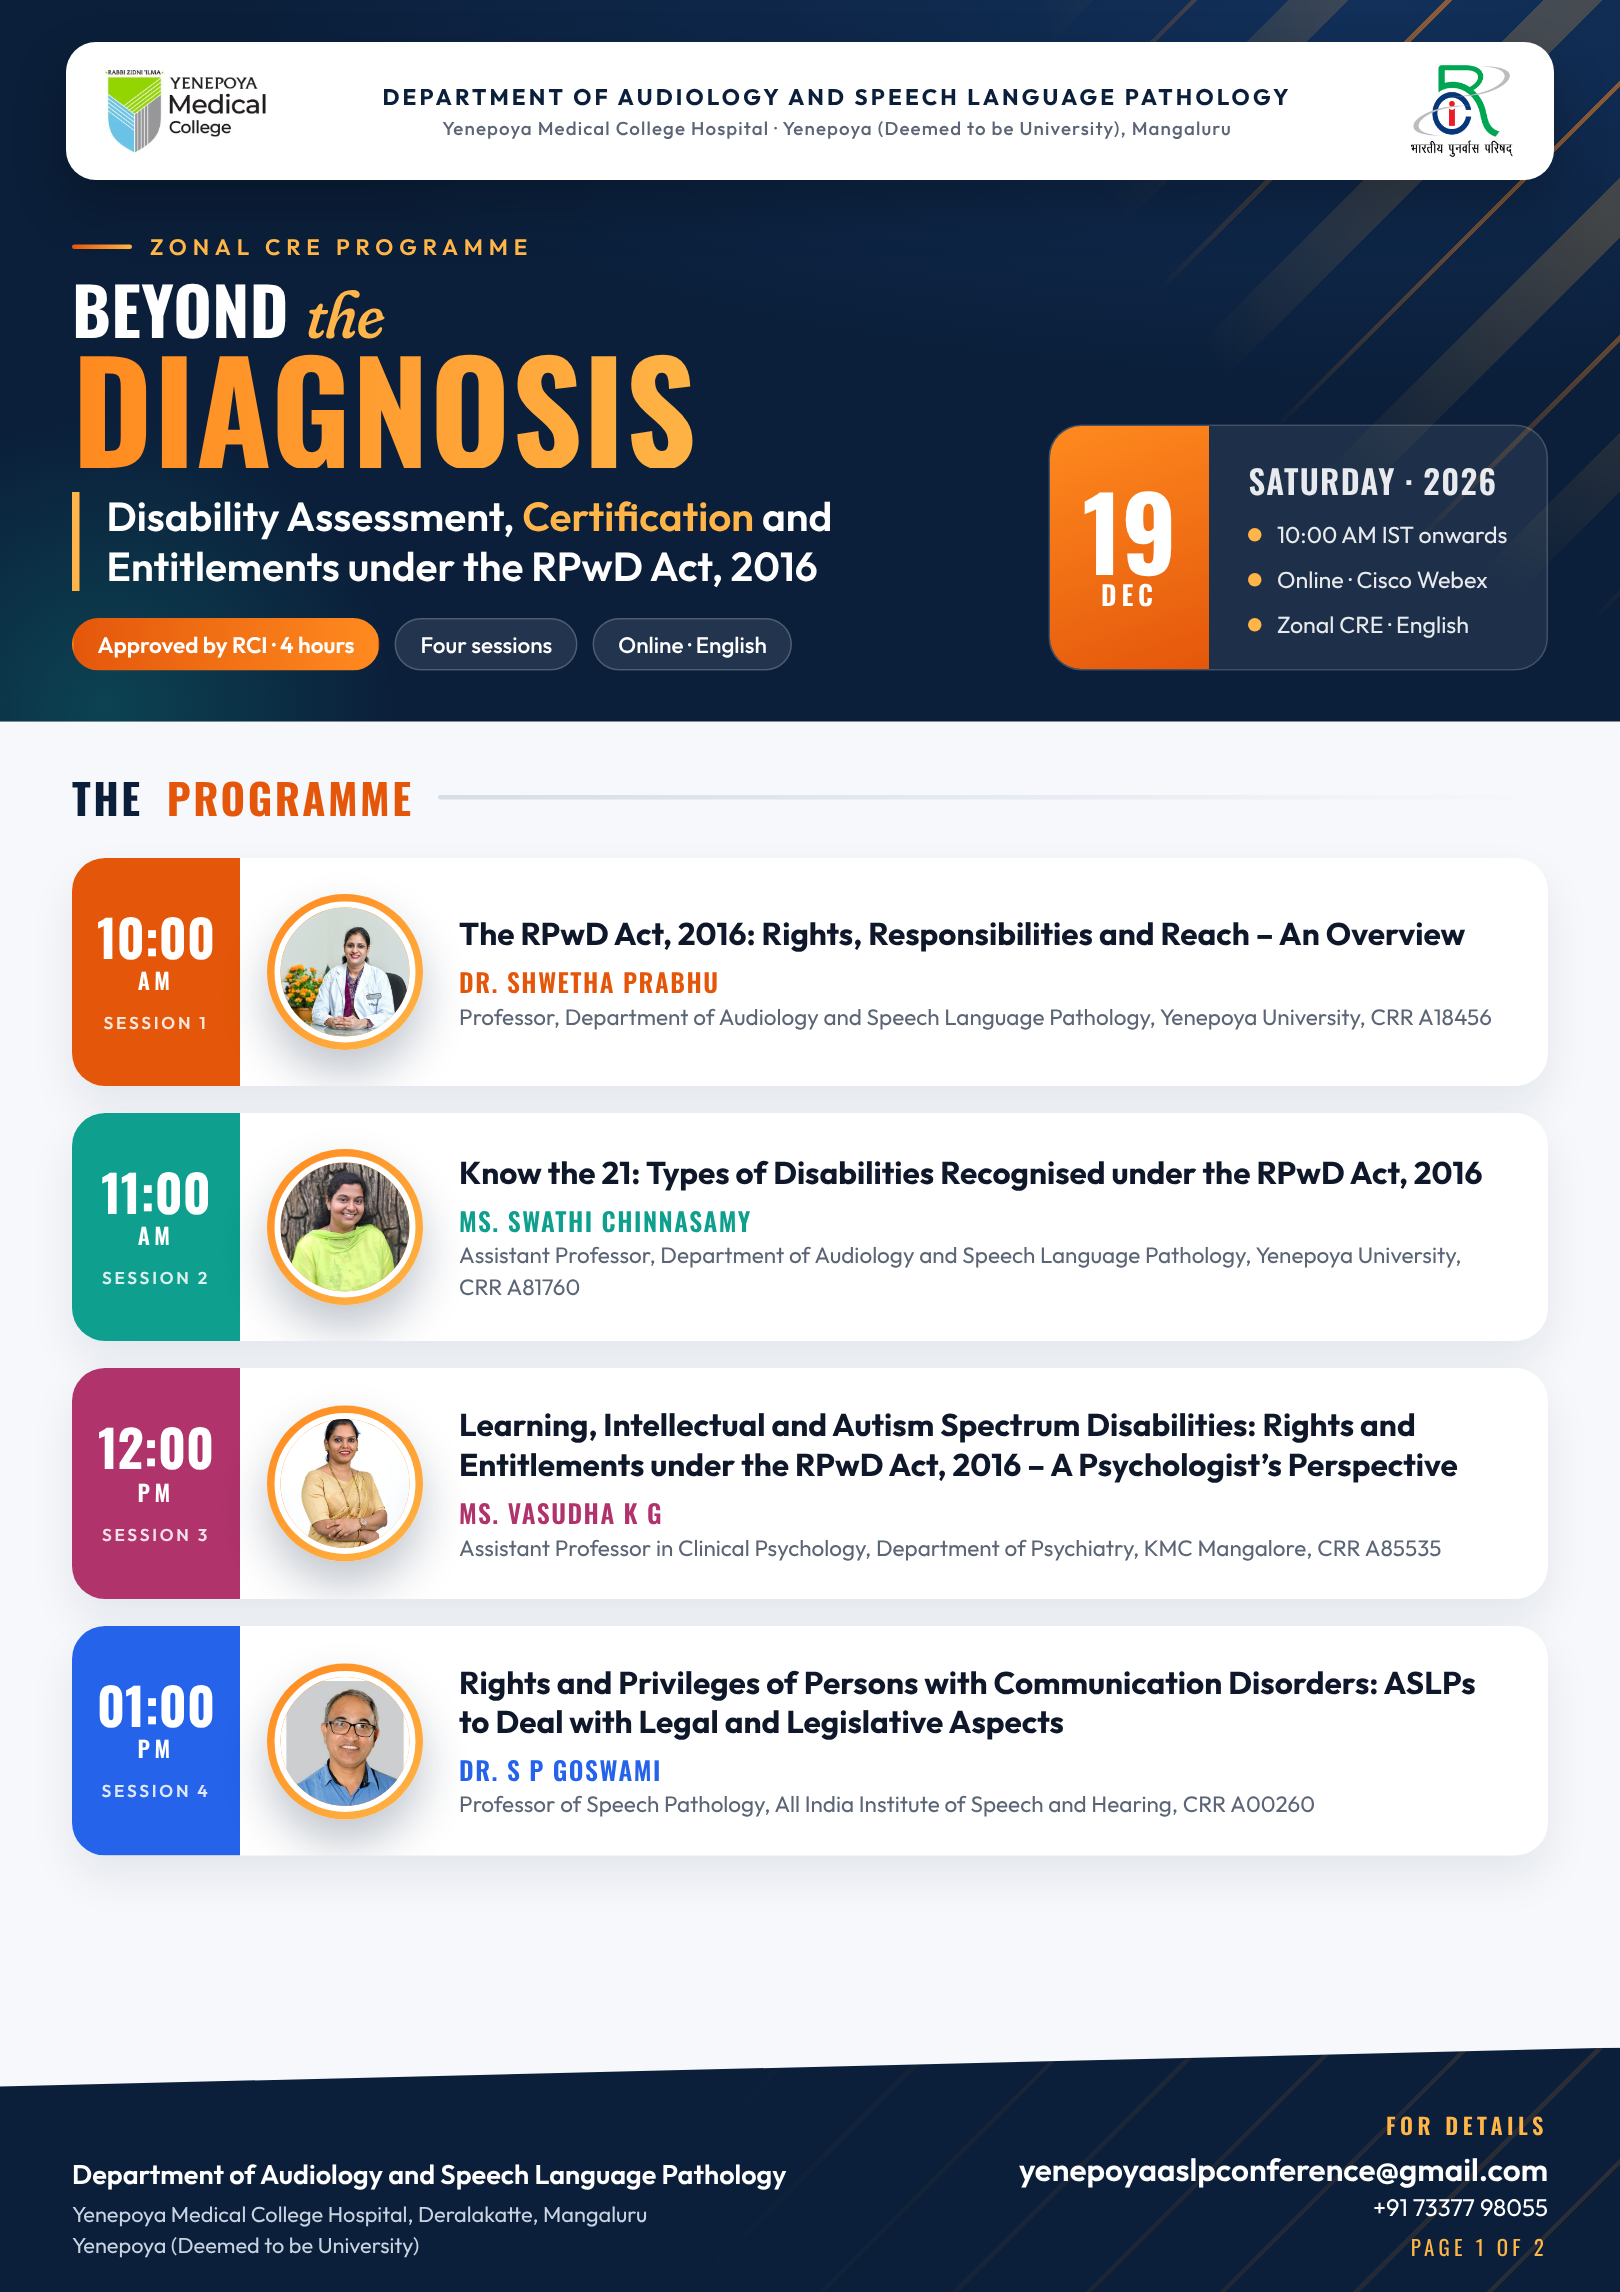 ·RABBI ZIDNI 'ILMA·
YENEPOYA
Medical
College
DEPARTMENT OF AUDIOLOGY AND SPEECH LANGUAGE PATHOLOGY
Yenepoya Medical College Hospital · Yenepoya (Deemed to be University), Mangaluru
RCi
भारतीय पुनर्वास परिषद्
ZONAL CRE PROGRAMME
BEYOND the
DIAGNOSIS
Disability Assessment, Certification and
Entitlements under the RPwD Act, 2016
Approved by RCI · 4 hours
Four sessions
Online · English
19
DEC
SATURDAY · 2026
10:00 AM IST onwards
Online · Cisco Webex
Zonal CRE · English
THE PROGRAMME
10:00
AM
SESSION 1
The RPwD Act, 2016: Rights, Responsibilities and Reach – An Overview
DR. SHWETHA PRABHU
Professor, Department of Audiology and Speech Language Pathology, Yenepoya University, CRR A18456
11:00
AM
SESSION 2
Know the 21: Types of Disabilities Recognised under the RPwD Act, 2016
MS. SWATHI CHINNASAMY
Assistant Professor, Department of Audiology and Speech Language Pathology, Yenepoya University,
CRR A81760
12:00
PM
SESSION 3
Learning, Intellectual and Autism Spectrum Disabilities: Rights and
Entitlements under the RPwD Act, 2016 – A Psychologist’s Perspective
MS. VASUDHA K G
Assistant Professor in Clinical Psychology, Department of Psychiatry, KMC Mangalore, CRR A85535
01:00
PM
SESSION 4
Rights and Privileges of Persons with Communication Disorders: ASLPs
to Deal with Legal and Legislative Aspects
DR. S P GOSWAMI
Professor of Speech Pathology, All India Institute of Speech and Hearing, CRR A00260
Department of Audiology and Speech Language Pathology
Yenepoya Medical College Hospital, Deralakatte, Mangaluru
Yenepoya (Deemed to be University)
FOR DETAILS
yenepoyaaslpconference@gmail.com
+91 73377 98055
PAGE 1 OF 2